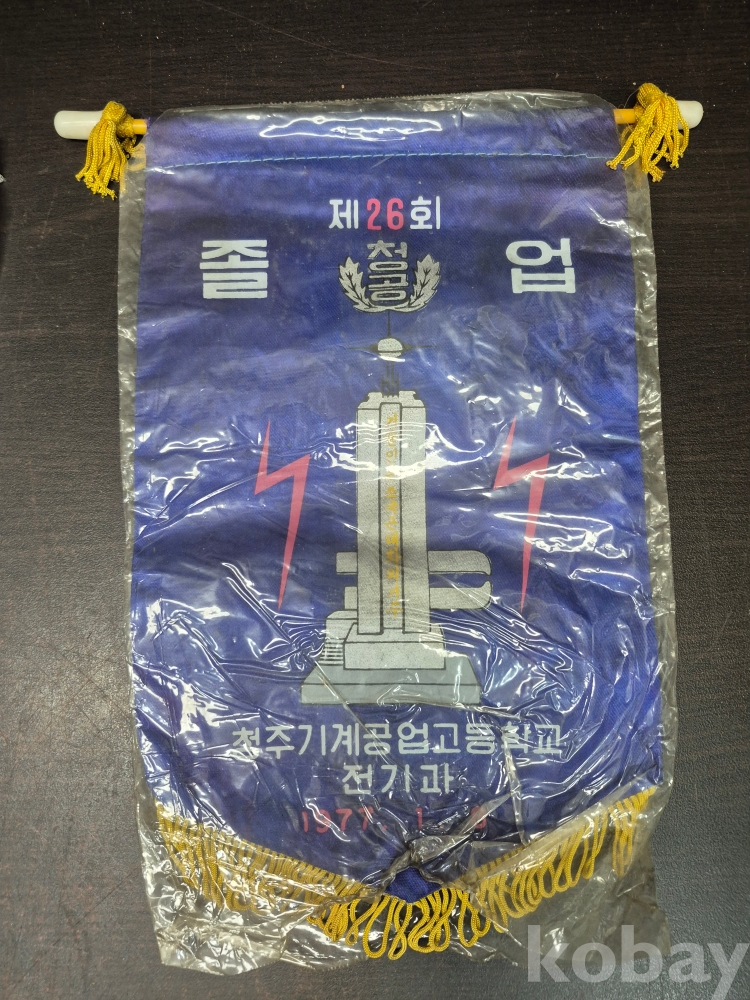 제26회
졸 업
청공
청주기계공업고등학교
전기과
1977. 1.
kobay